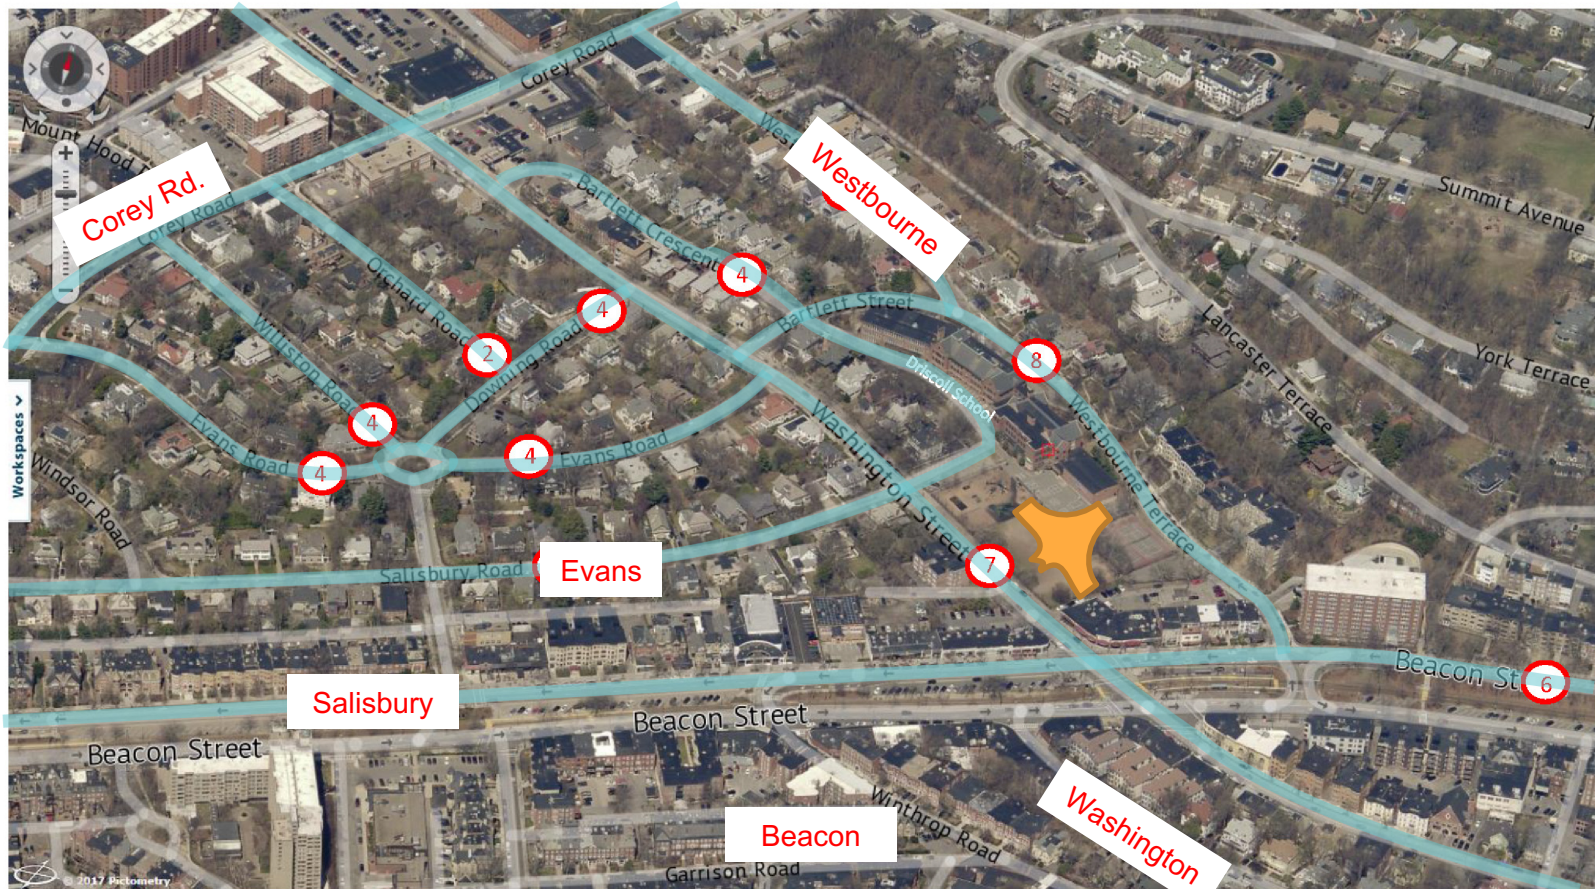 Corey Road
Mount Hood
Corey Rd.
Corey Road
West
Westbourne
Bartlett Crescent
4
Summit Avenue
Orchard Road
4
Bartlett Street
Lancaster Terrace
York Terrace
Williston Road
2
Downing Road
8
Driscoll School
Westbourne Terrace
Workspaces
Windsor Road
Evans Road
4
4
4
Evans Road
Washington Street
7
Salisbury Road
Evans
Beacon St
6
Salisbury
Beacon Street
Beacon Street
Washington
Beacon
Winthrop Road
Garrison Road
© 2017 Pictometry